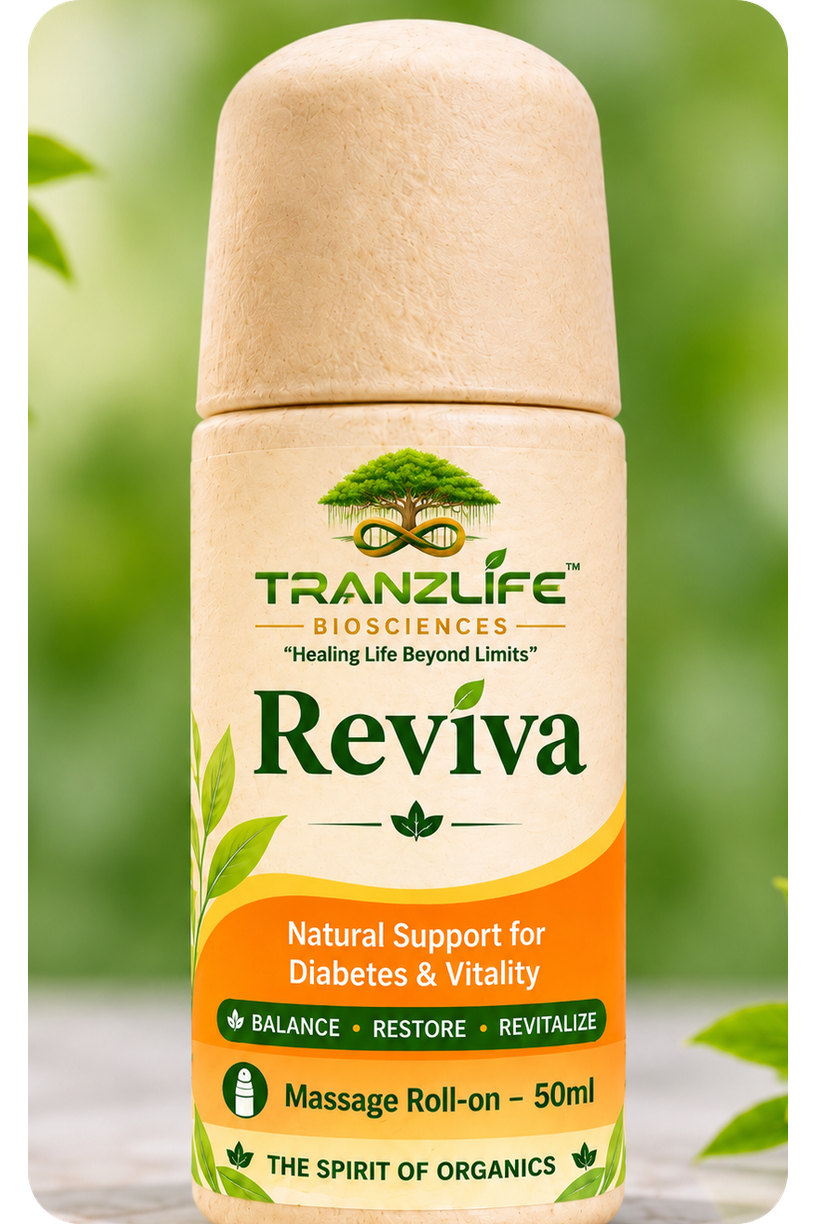 TRANZLIFE™
BIOSCIENCES
“Healing Life Beyond Limits”
Reviva
Natural Support for
Diabetes & Vitality
BALANCE • RESTORE • REVITALIZE
Massage Roll-on – 50ml
THE SPIRIT OF ORGANICS